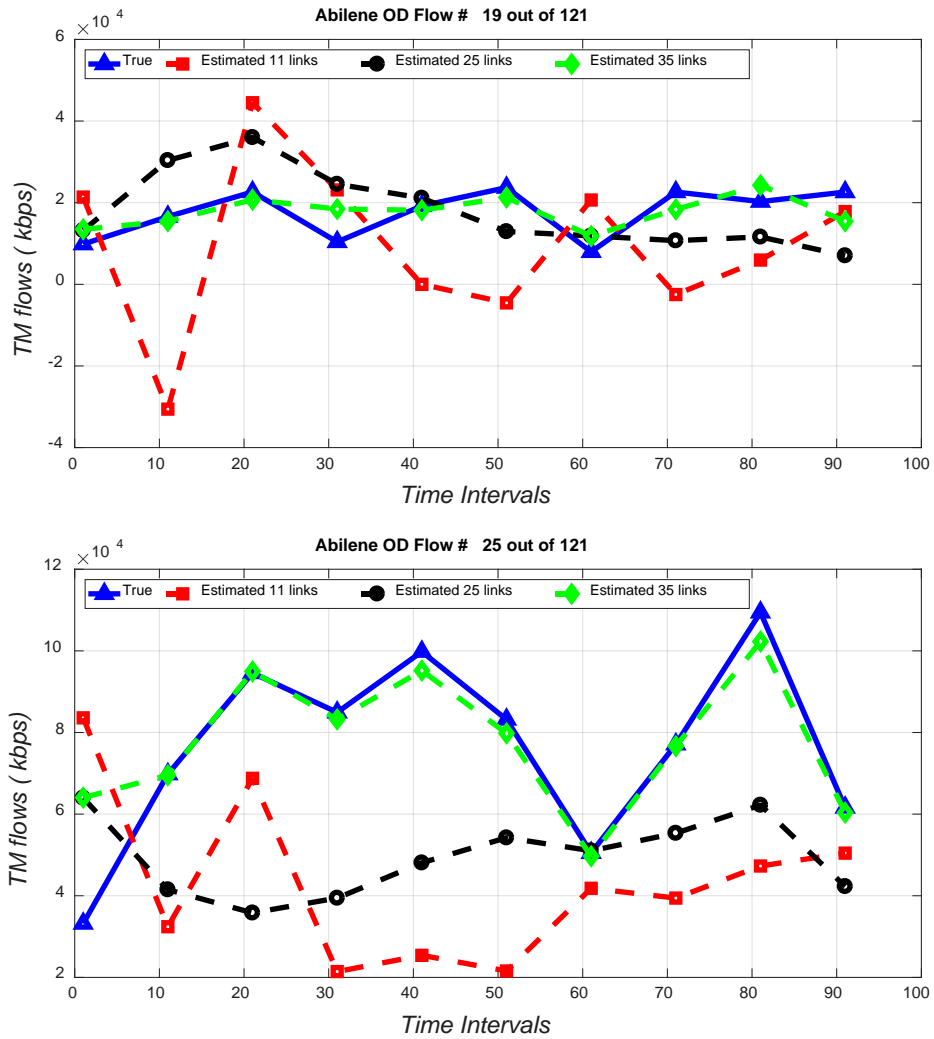 Abilene OD Flow # 19 out of 121
× 10 4
6
True Estimated 11 links Estimated 25 links Estimated 35 links
4
2
0
-2
-4
TM flows ( kbps)
0 10 20 30 40 50 60 70 80 90 100
Time Intervals
Abilene OD Flow # 25 out of 121
× 10 4
12
True Estimated 11 links Estimated 25 links Estimated 35 links
10
8
6
4
2
TM flows ( kbps)
0 10 20 30 40 50 60 70 80 90 100
Time Intervals